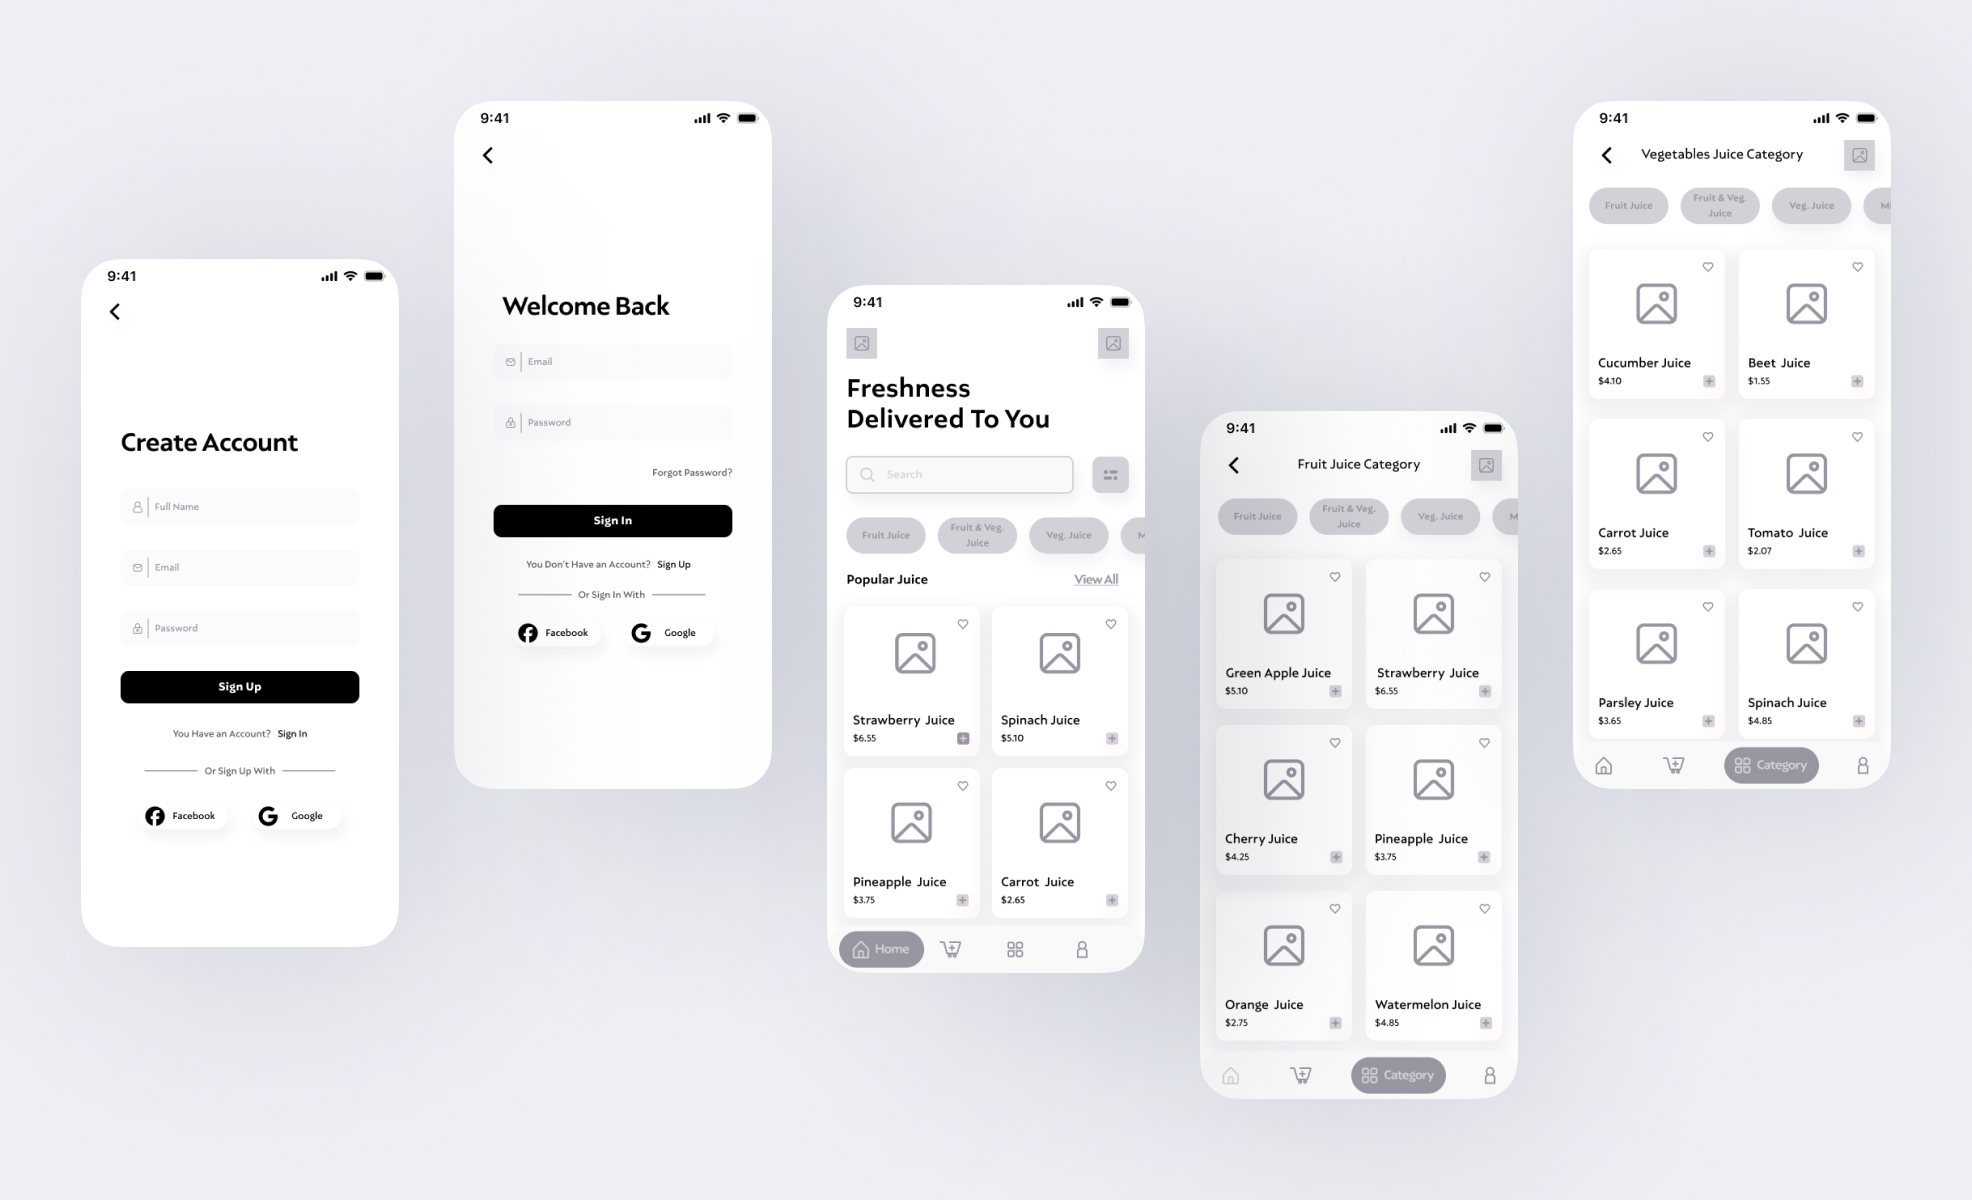 9:41
Create Account
Full Name
Email
Password
Sign Up
You Have an Account? Sign In
Or Sign Up With
Facebook Google
9:41
Welcome Back
Email
Password
Forgot Password?
Sign In
You Don't Have an Account? Sign Up
Or Sign In With
Facebook Google
9:41
Freshness
Delivered To You
Search
Fruit Juice
Fruit & Veg.
Juice
Veg. Juice
M
Popular Juice View All
Strawberry Juice
$6.55
Spinach Juice
$5.10
Pineapple Juice
$3.75
Carrot Juice
$2.65
Home
9:41
Fruit Juice Category
Fruit Juice
Fruit & Veg.
Juice
Veg. Juice
M
Green Apple Juice
$5.10
Strawberry Juice
$6.55
Cherry Juice
$4.25
Pineapple Juice
$3.75
Orange Juice
$2.75
Watermelon Juice
$4.85
Category
9:41
Vegetables Juice Category
Fruit Juice
Fruit & Veg.
Juice
Veg. Juice
Cucumber Juice
$4.10
Beet Juice
$1.55
Carrot Juice
$2.65
Tomato Juice
$2.07
Parsley Juice
$3.65
Spinach Juice
$4.85
Category